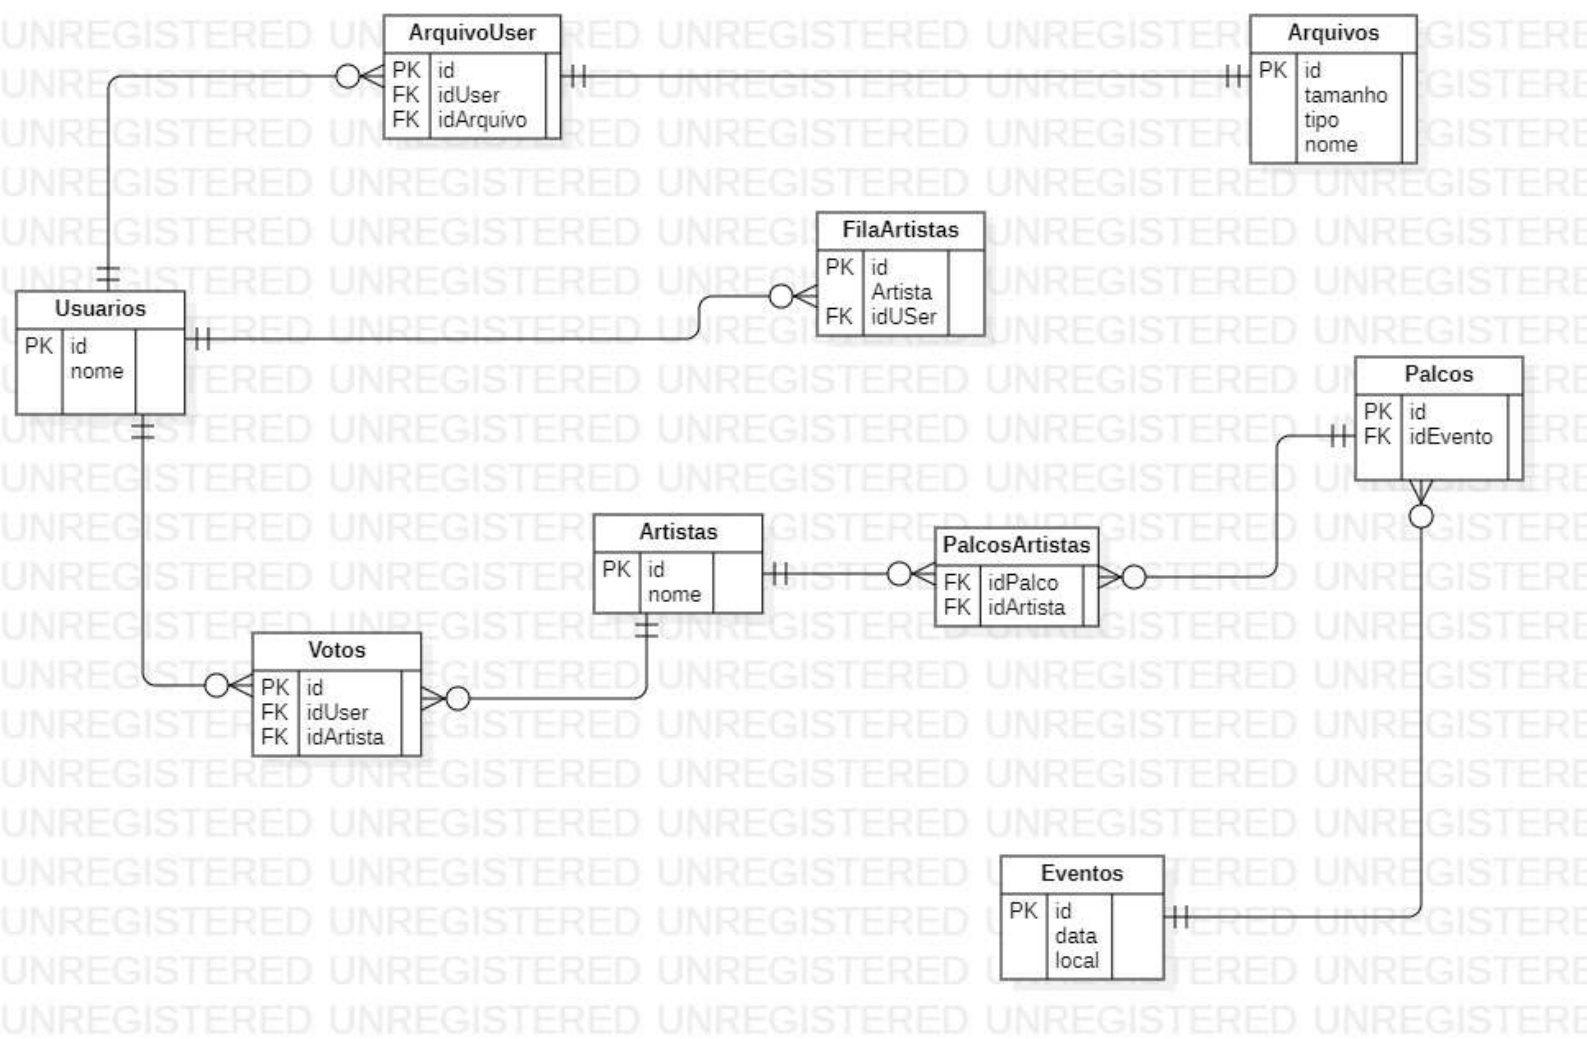 ArquivoUser
PK id
FK idUser
FK idArquivo
Arquivos
PK id
tamanho
tipo
nome
FilaArtistas
PK id
Artista
FK idUSer
Usuarios
PK id
nome
Palcos
PK id
FK idEvento
Artistas
PK id
nome
PalcosArtistas
FK idPalco
FK idArtista
Votos
PK id
FK idUser
FK idArtista
Eventos
PK id
data
local
UNREGISTERED